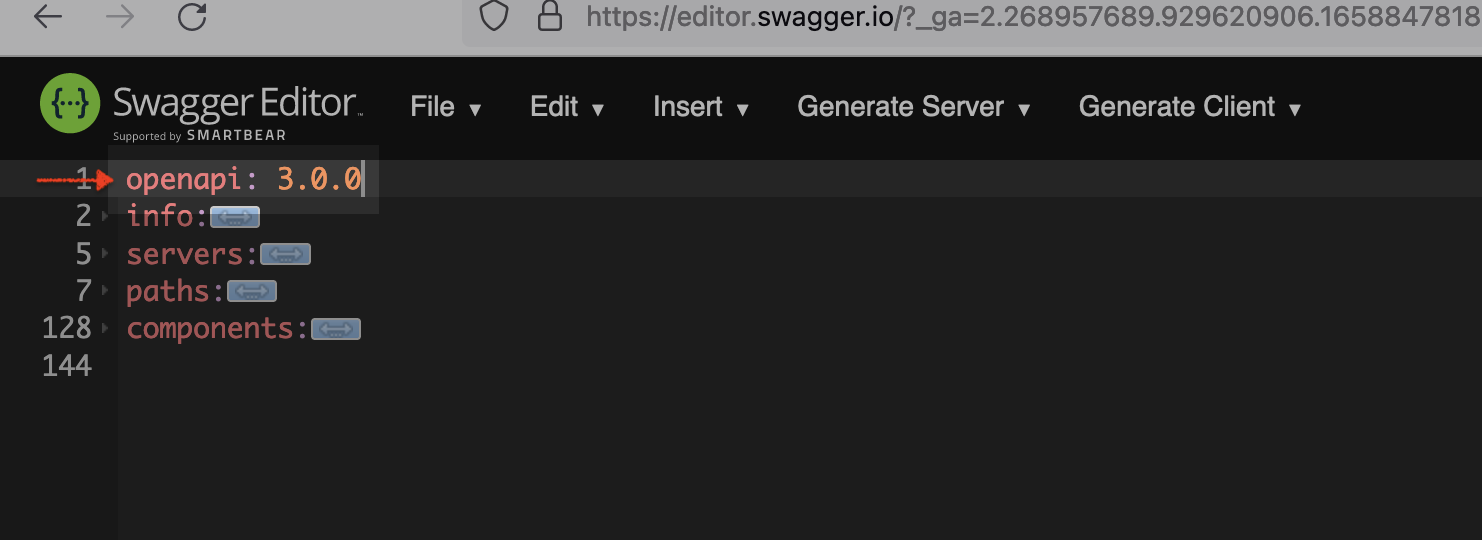 https://editor.swagger.io/?_ga=2.268957689.929620906.1658847818
{...} Swagger Editor™ File ▼ Edit ▼ Insert ▼ Generate Server ▼ Generate Client ▼
Supported by SMARTBEAR
1 openapi: 3.0.0
2 info:
5 servers:
7 paths:
128 components:
144